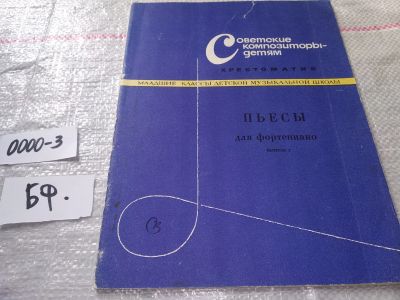 Советские
композиторы-
детям
ХРЕСТОМАТИЯ
МЛАДШИЕ КЛАССЫ ДЕТСКОЙ МУЗЫКАЛЬНОЙ ШКОЛЫ
ПЬЕСЫ
для фортепиано
0000-3
БФ.